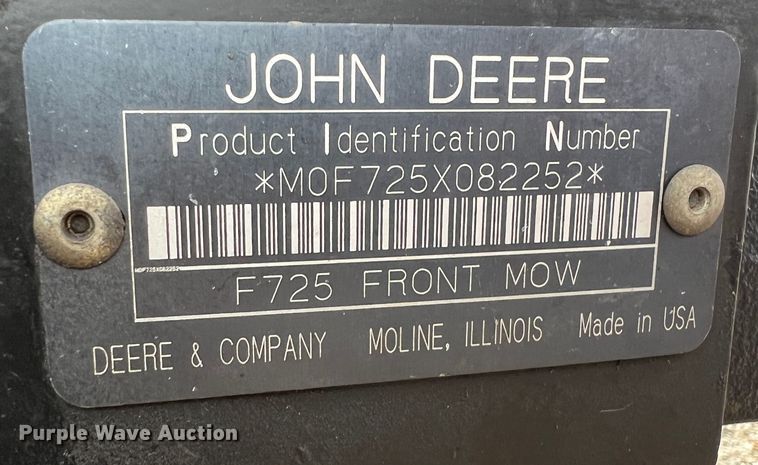 JOHN DEERE
Product Identification Number
*M0F725X082252*
M0F725X082252
F725 FRONT MOW
DEERE & COMPANY MOLINE, ILLINOIS Made in USA
Purple Wave Auction